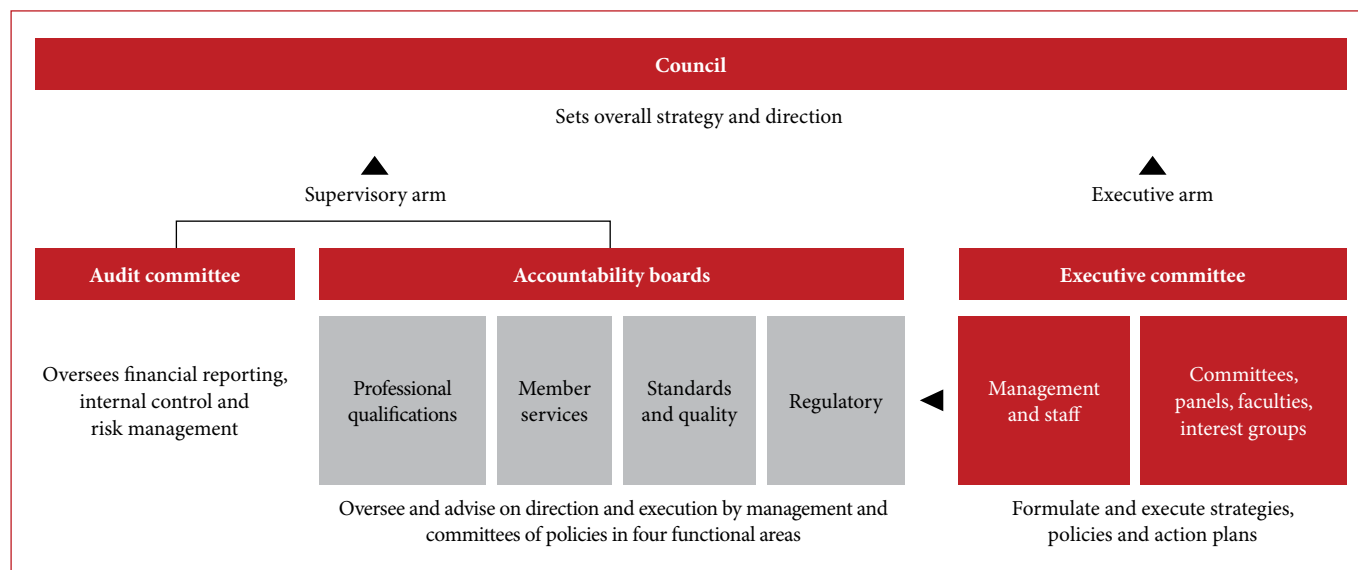 Council
Sets overall strategy and direction
Supervisory arm
Executive arm
Audit committee
Accountability boards
Executive committee
Oversees financial reporting,
internal control and
risk management
Professional
qualifications
Member
services
Standards
and quality
Regulatory
Management
and staff
Committees,
panels, faculties,
interest groups
Oversee and advise on direction and execution by management and
committees of policies in four functional areas
Formulate and execute strategies,
policies and action plans